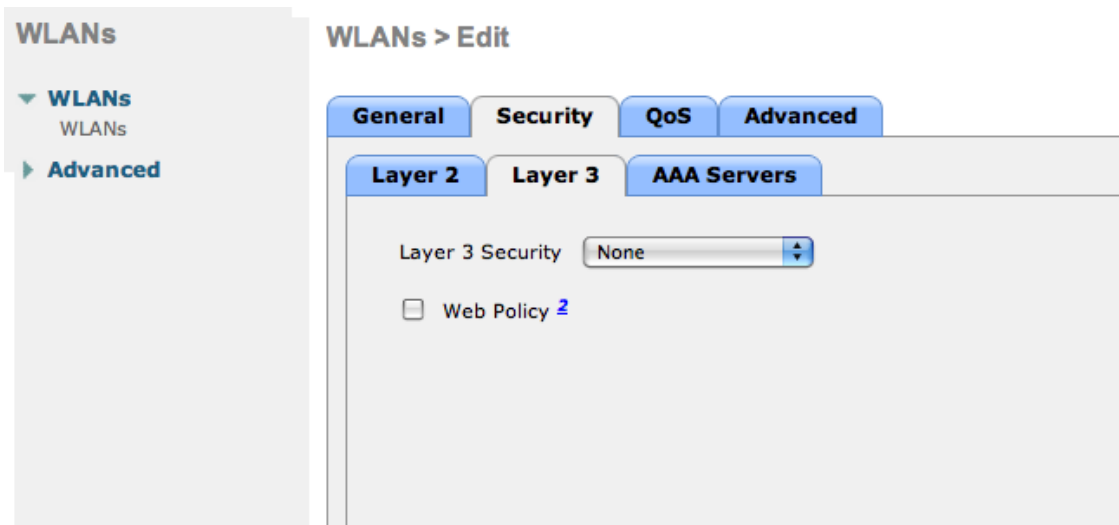 WLANs
WLANs
WLANs
Advanced
WLANs > Edit
General Security QoS Advanced
Layer 2 Layer 3 AAA Servers
Layer 3 Security None
Web Policy 2